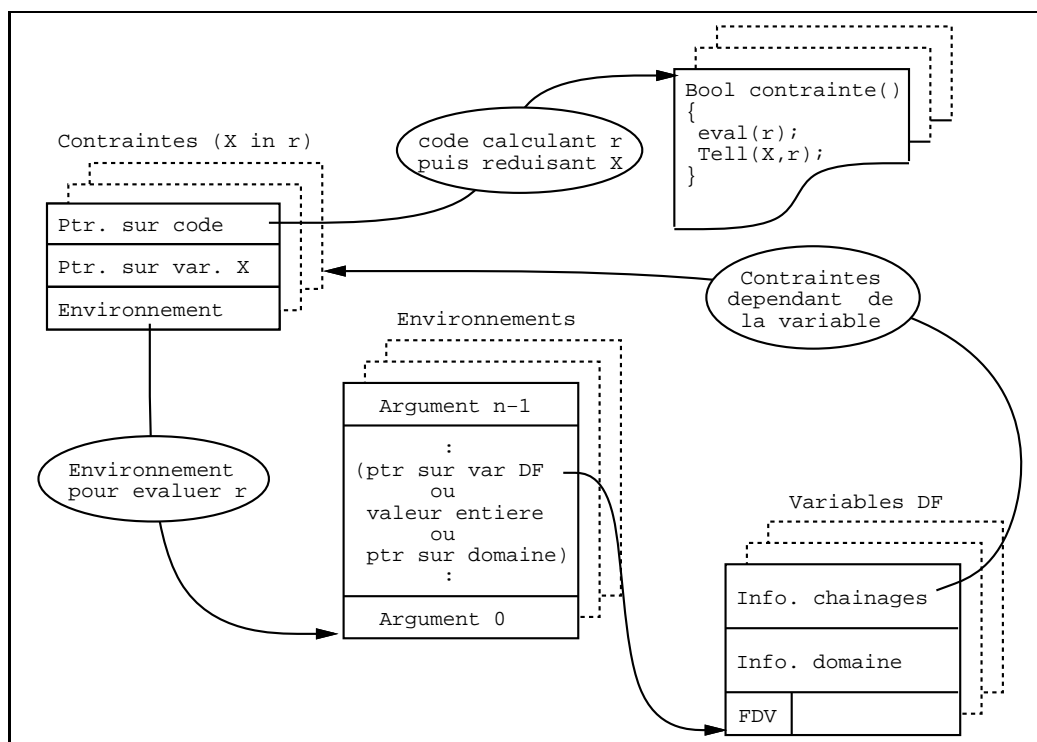 Bool contrainte()
{
eval(r);
Tell(X,r);
}
code calculant r
puis reduisant X
Contraintes (X in r)
Ptr. sur code
Ptr. sur var. X
Environnement
Contraintes
dependant de
la variable
Environnements
Argument n-1
:
(ptr sur var DF
ou
valeur entiere
ou
ptr sur domaine)
:
Argument 0
Environnement
pour evaluer r
Variables DF
Info. chainages
Info. domaine
FDV